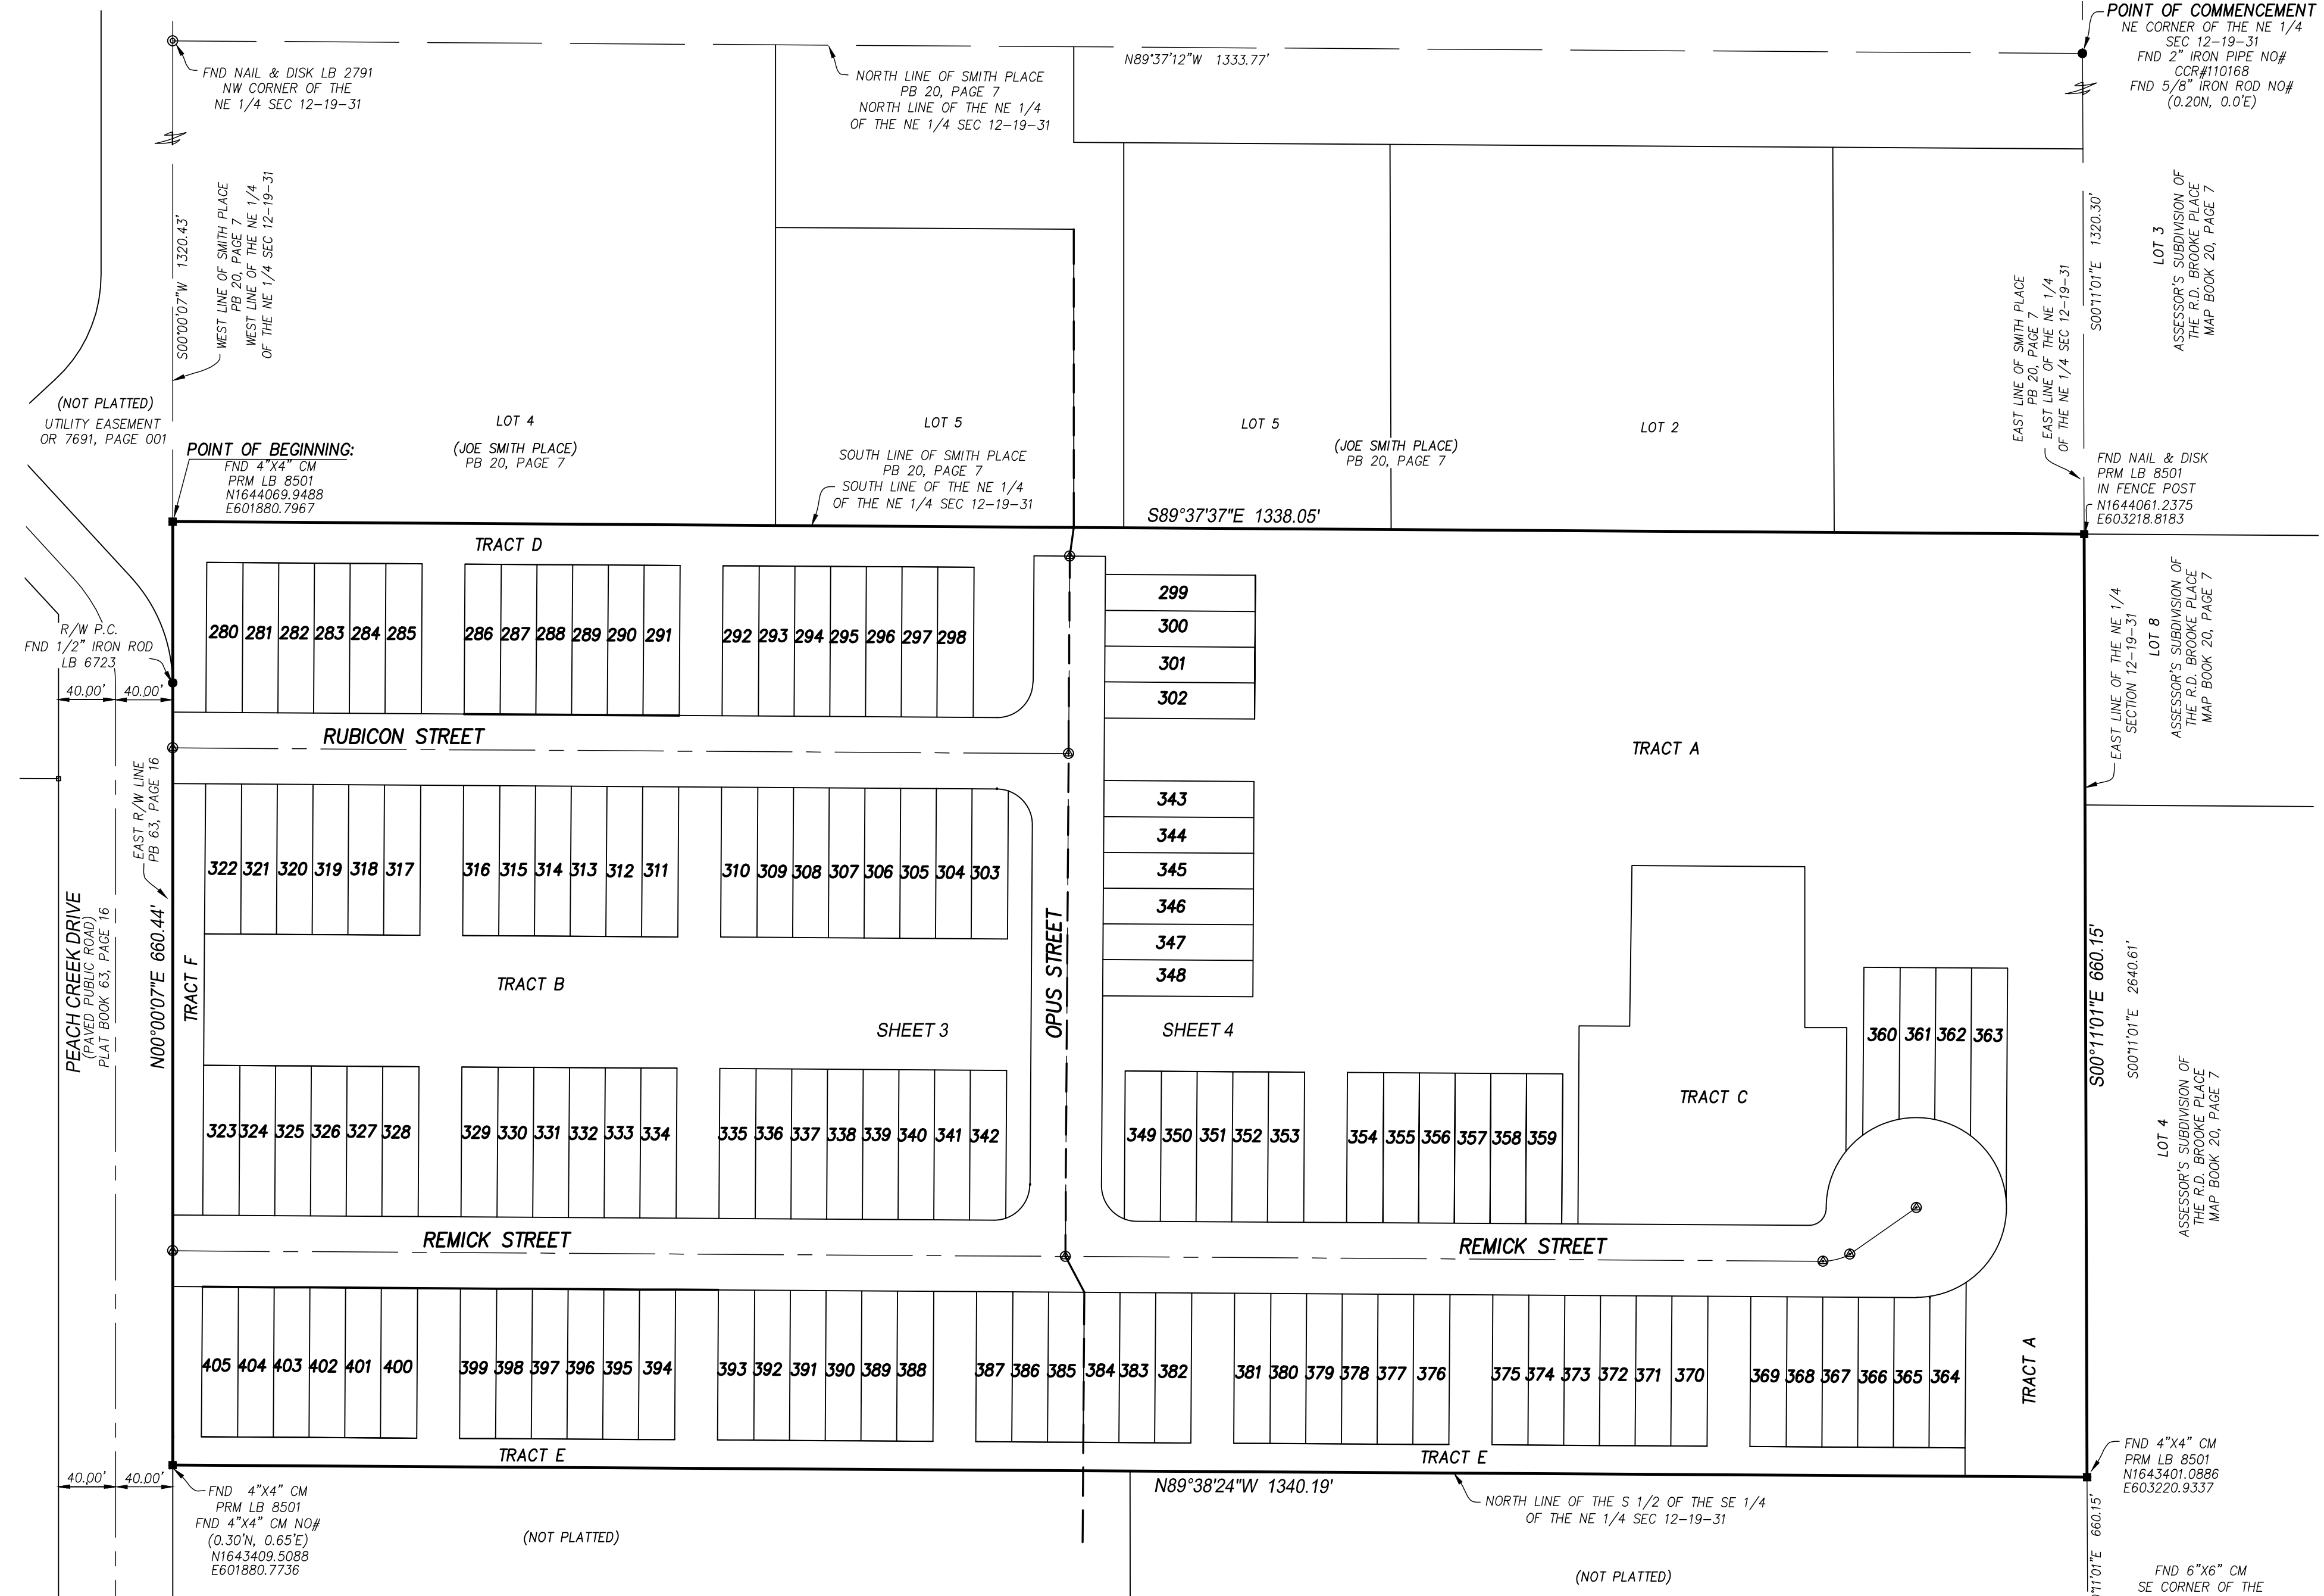 POINT OF COMMENCEMENT
NE CORNER OF THE NE 1/4
SEC 12-19-31
FND 2" IRON PIPE NO#
CCR#110168
FND 5/8" IRON ROD NO#
(0.20N, 0.0'E)
FND NAIL & DISK LB 2791
NW CORNER OF THE
NE 1/4 SEC 12-19-31
NORTH LINE OF SMITH PLACE
PB 20, PAGE 7
NORTH LINE OF THE NE 1/4
OF THE NE 1/4 SEC 12-19-31
N89°37'12"W 1333.77'
S00°00'07"W 1320.43'
WEST LINE OF SMITH PLACE
PB 20, PAGE 7
WEST LINE OF THE NE 1/4
OF THE NE 1/4 SEC 12-19-31
EAST LINE OF SMITH PLACE
PB 20, PAGE 7
EAST LINE OF THE NE 1/4
OF THE NE 1/4 SEC 12-19-31
S00°11'01"E 1320.30'
LOT 3
ASSESSOR'S SUBDIVISION OF
THE R.D. BROOKE PLACE
MAP BOOK 20, PAGE 7
(NOT PLATTED)
UTILITY EASEMENT
OR 7691, PAGE 001
POINT OF BEGINNING:
FND 4"X4" CM
PRM LB 8501
N1644069.9488
E601880.7967
LOT 4
(JOE SMITH PLACE)
PB 20, PAGE 7
LOT 5
SOUTH LINE OF SMITH PLACE
PB 20, PAGE 7
SOUTH LINE OF THE NE 1/4
OF THE NE 1/4 SEC 12-19-31
LOT 5
(JOE SMITH PLACE)
PB 20, PAGE 7
LOT 2
FND NAIL & DISK
PRM LB 8501
IN FENCE POST
N1644061.2375
E603218.8183
S89°37'37"E 1338.05'
TRACT D
280 281 282 283 284 285 286 287 288 289 290 291 292 293 294 295 296 297 298
299
300
301
302
R/W P.C.
FND 1/2" IRON ROD
LB 6723
40.00' 40.00'
RUBICON STREET
TRACT A
EAST LINE OF THE NE 1/4
SECTION 12-19-31
LOT 8
ASSESSOR'S SUBDIVISION OF
THE R.D. BROOKE PLACE
MAP BOOK 20, PAGE 7
EAST R/W LINE
PB 63, PAGE 16
322 321 320 319 318 317 316 315 314 313 312 311 310 309 308 307 306 305 304 303
343
344
345
346
347
348
PEACH CREEK DRIVE
(PAVED PUBLIC ROAD)
PLAT BOOK 63, PAGE 16
N00°00'07"E 660.44'
TRACT F
TRACT B
SHEET 3
OPUS STREET
SHEET 4
360 361 362 363
TRACT C
S00°11'01"E 660.15'
S00°11'01"E 2640.61'
LOT 4
ASSESSOR'S SUBDIVISION OF
THE R.D. BROOKE PLACE
MAP BOOK 20, PAGE 7
323 324 325 326 327 328 329 330 331 332 333 334 335 336 337 338 339 340 341 342
349 350 351 352 353 354 355 356 357 358 359
REMICK STREET
REMICK STREET
405 404 403 402 401 400 399 398 397 396 395 394 393 392 391 390 389 388 387 386 385 384 383 382 381 380 379 378 377 376 375 374 373 372 371 370 369 368 367 366 365 364
TRACT A
TRACT E
TRACT E
40.00' 40.00'
FND 4"X4" CM
PRM LB 8501
FND 4"X4" CM NO#
(0.30'N, 0.65'E)
N1643409.5088
E601880.7736
N89°38'24"W 1340.19'
NORTH LINE OF THE S 1/2 OF THE SE 1/4
OF THE NE 1/4 SEC 12-19-31
FND 4"X4" CM
PRM LB 8501
N1643401.0886
E603220.9337
(NOT PLATTED)
(NOT PLATTED)
°11'01"E 660.15'
FND 6"X6" CM
SE CORNER OF THE